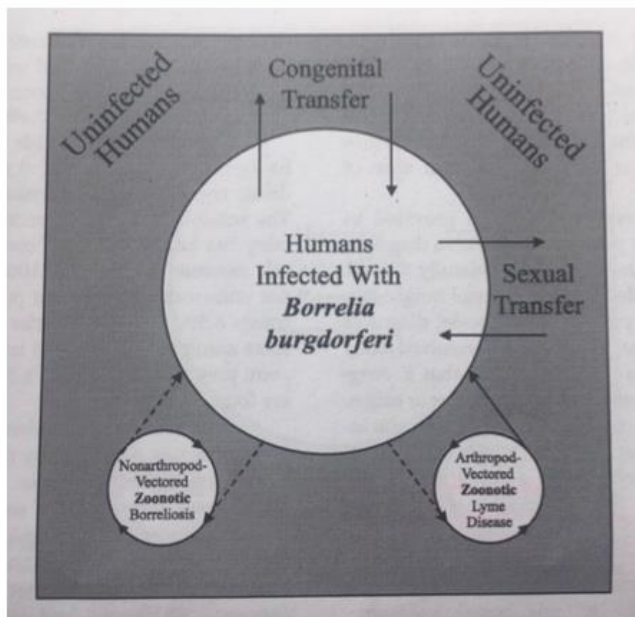 Uninfected
Humans
Congenital
Transfer
Uninfected
Humans
Humans
Infected With
Borrelia
burgdorferi
Sexual
Transfer
Nonarthropod-
Vectored
Zoonotic
Borreliosis
Arthropod-
Vectored
Zoonotic
Lyme
Disease